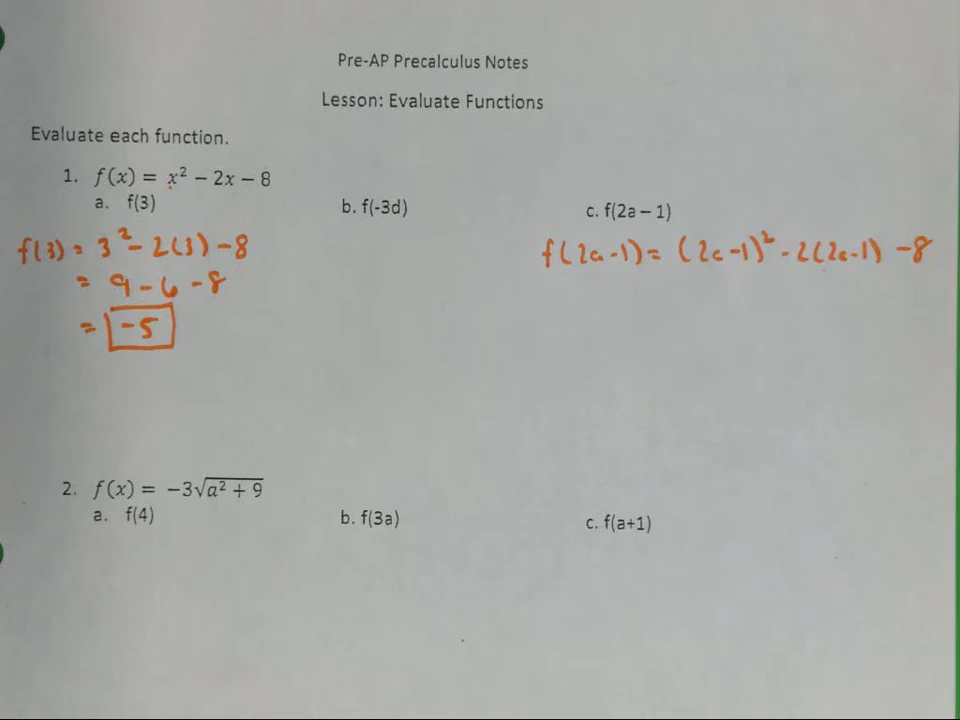 Pre-AP Precalculus Notes
Lesson: Evaluate Functions
Evaluate each function.
1. f(x) = x² − 2x − 8
a. f(3)
b. f(-3d)
c. f(2a – 1)
f(3) = 3² - 2(3) - 8
= 9 - 6 - 8
= -5
f(2a-1) = (2a-1)² - 2(2a-1) - 8
2. f(x) = −3√(a² + 9)
a. f(4)
b. f(3a)
c. f(a+1)